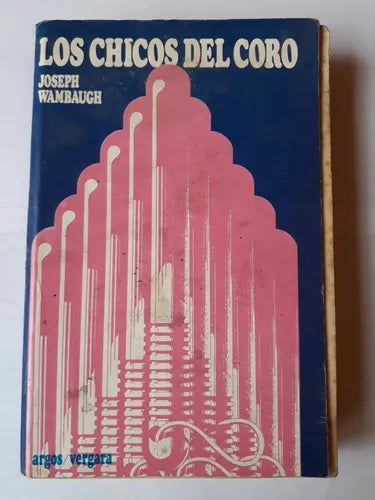 LOS CHICOS DEL CORO
JOSEPH
WAMBAUGH
argos/vergara